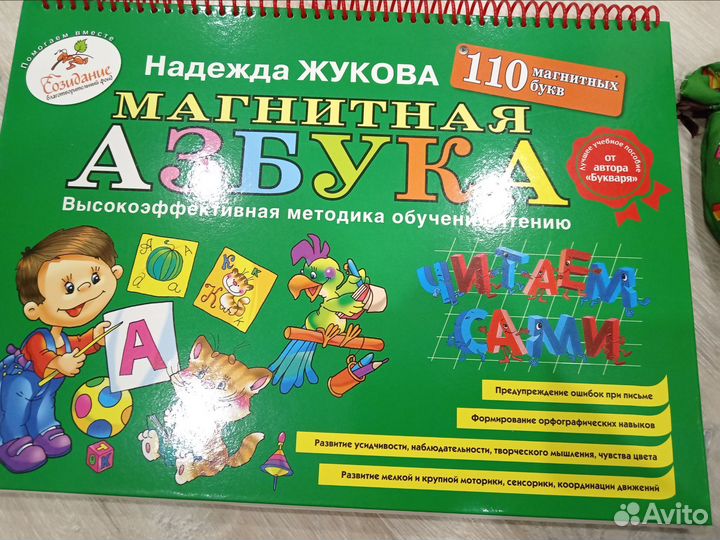 Помогаем вместе
Созидание
благотворительный фонд
Надежда ЖУКОВА
110 магнитных
букв
МАГНИТНАЯ
АЗБУКА
Высокоэффективная методика обучения чтению
Лучшее учебное пособие
от
автора
«Букваря»
А а
а
К к
К к
А
ЧИТАЕМ
САМИ
Предупреждение ошибок при письме
Формирование орфографических навыков
Развитие усидчивости, наблюдательности, творческого мышления, чувства цвета
Развитие мелкой и крупной моторики, сенсорики, координации движений
Avito